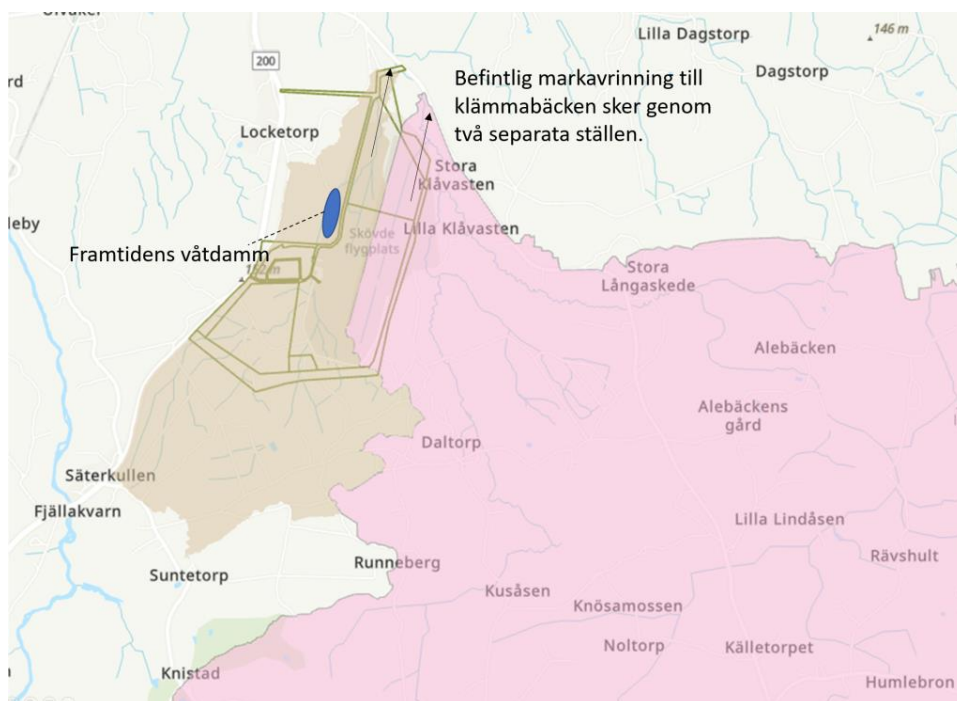 Lilla Dagstorp
146 m
Dagstorp
200
Befintlig markavrinning till
klämmabäcken sker genom
två separata ställen.
Locketorp
Stora
Klåvasten
Lilla Klåvasten
Skövde
flygplats
leby
Framtidens våtdamm
Stora
Långaskede
Alebäcken
Alebäckens
gård
Daltorp
Säterkullen
Fjällakvarn
Lilla Lindåsen
Rävshult
Runneberg
Suntetorp
Kusåsen
Knösamossen
Noltorp
Källetorpet
Knistad
Humlebron